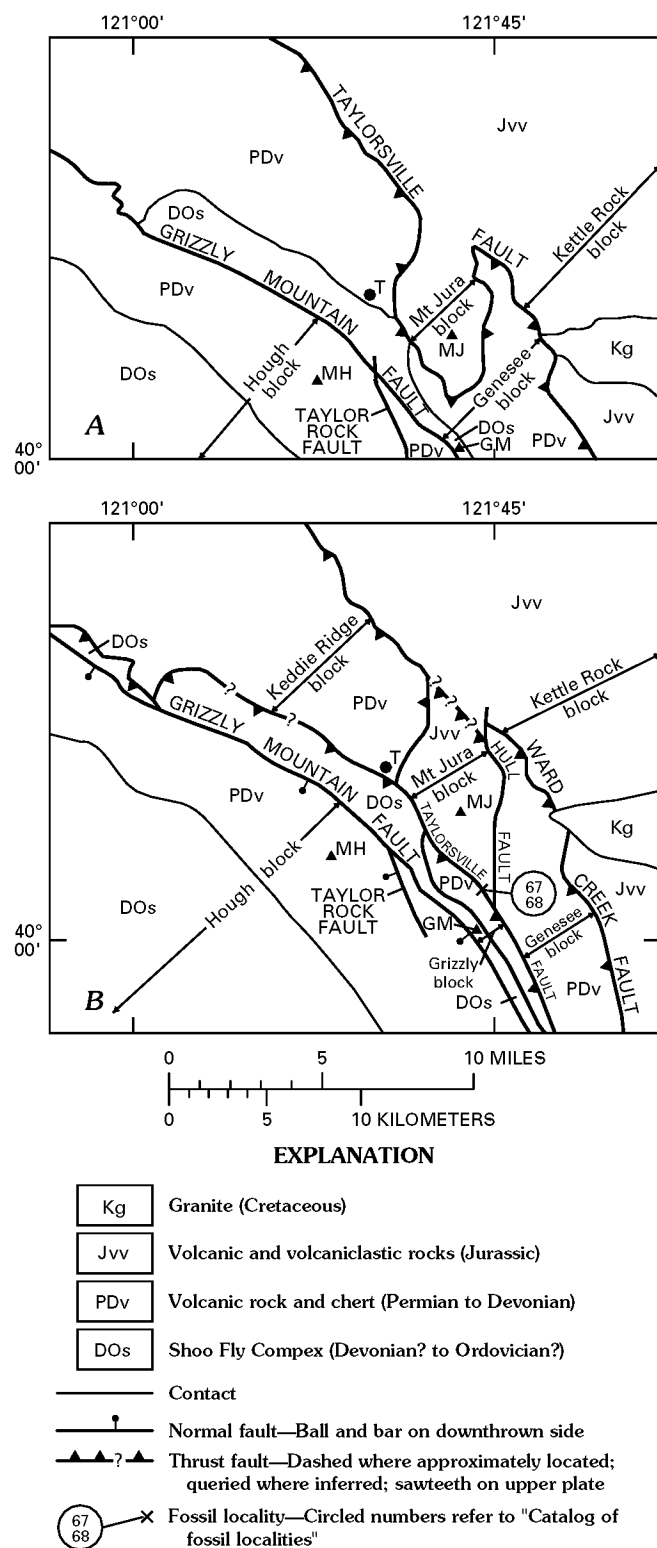 121°00' 121°45'
TAYLORSVILLE
Jvv
PDv
Kettle Rock
block
DOs
FAULT
GRIZZLY
PDv
MOUNTAIN
T
Mt Jura
block
MJ
Kg
DOs
Hough
block
MH
FAULT
Genesee
block
TAYLOR
ROCK
FAULT
DOs
GM
Jvv
PDv
PDv
A
40°
00'
121°00' 121°45'
Jvv
DOs
Keddie Ridge
block
?
?
PDv
? ? ?
Jvv
Kettle Rock
block
GRIZZLY
T
HULL
WARD
MOUNTAIN
DOs
Mt Jura
block
PDv
MJ
Kg
FAULT
TAYLORSVILLE
MH
Hough block
FAULT
CREEK
Jvv
PDv
67
68
DOs
TAYLOR
ROCK
FAULT
GM
Genesee
block
40°
00'
Grizzly
block
FAULT
DOs
PDv
FAULT
B
0 5 10 MILES
0 5 10 KILOMETERS
EXPLANATION
Kg Granite (Cretaceous)
Jvv Volcanic and volcaniclastic rocks (Jurassic)
PDv Volcanic rock and chert (Permian to Devonian)
DOs Shoo Fly Compex (Devonian? to Ordovician?)
Contact
Normal fault—Ball and bar on downthrown side
? Thrust fault—Dashed where approximately located;
queried where inferred; sawteeth on upper plate
67
68
Fossil locality—Circled numbers refer to "Catalog of
fossil localities"